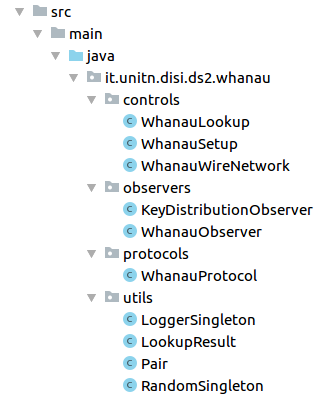 src
main
java
it.unitn.disi.ds2.whanau
controls
C WhanauLookup
C WhanauSetup
C WhanauWireNetwork
observers
C KeyDistributionObserver
C WhanauObserver
protocols
C WhanauProtocol
utils
C LoggerSingleton
C LookupResult
C Pair
C RandomSingleton